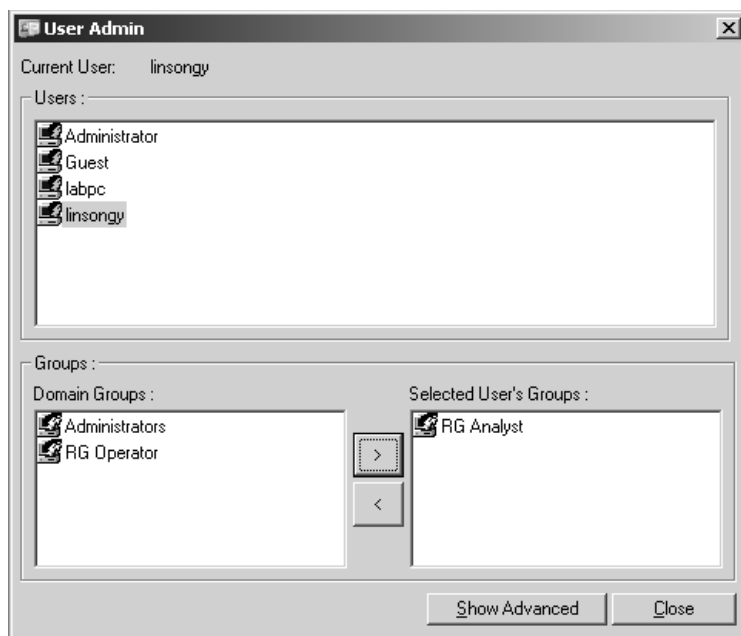 User Admin
Current User: linsongy
Users :
Administrator
Guest
labpc
linsongy
Groups :
Domain Groups :
Administrators
RG Operator
>
<
Selected User's Groups :
RG Analyst
Show Advanced
Close